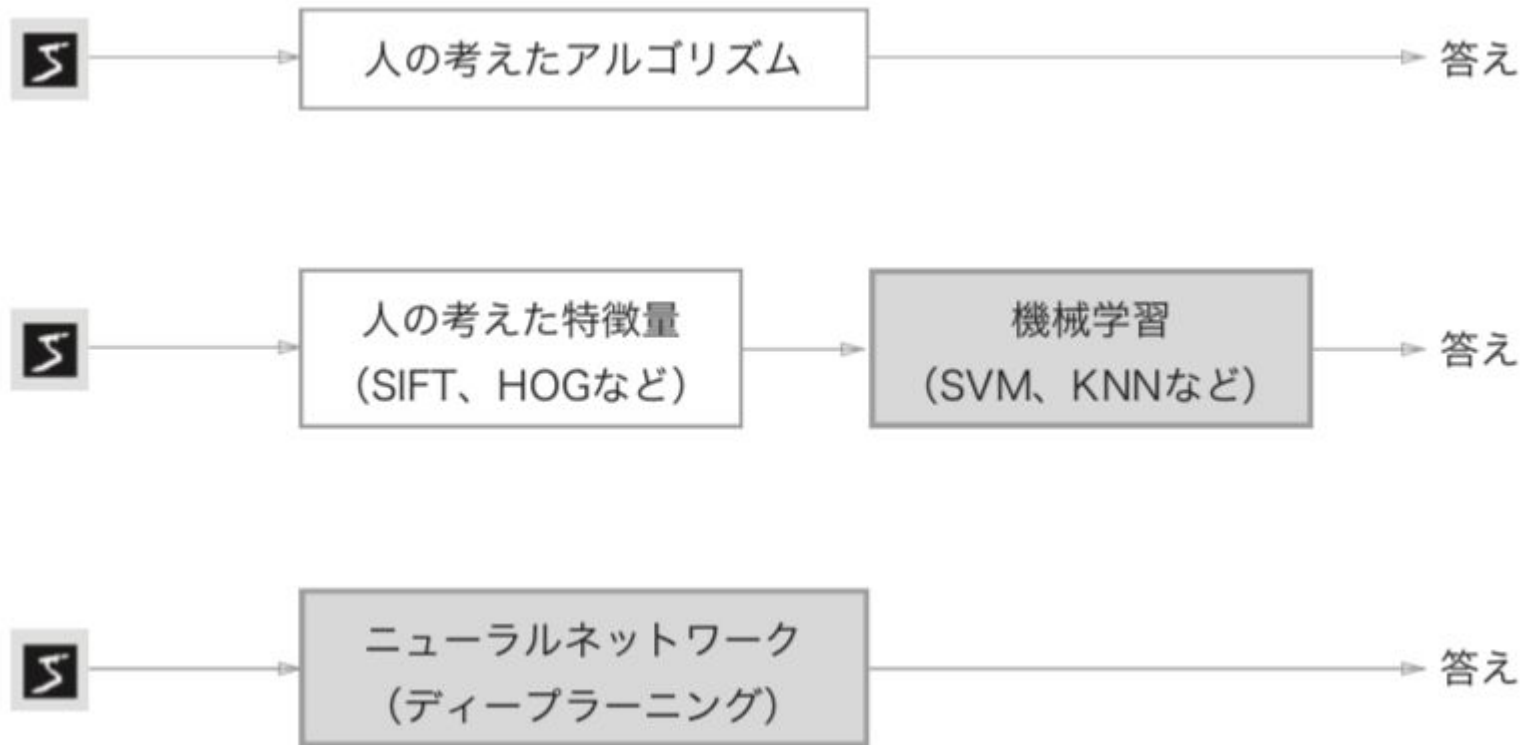 人の考えたアルゴリズム
答え
人の考えた特徴量
（SIFT、HOGなど）
機械学習
（SVM、KNNなど）
答え
ニューラルネットワーク
（ディープラーニング）
答え